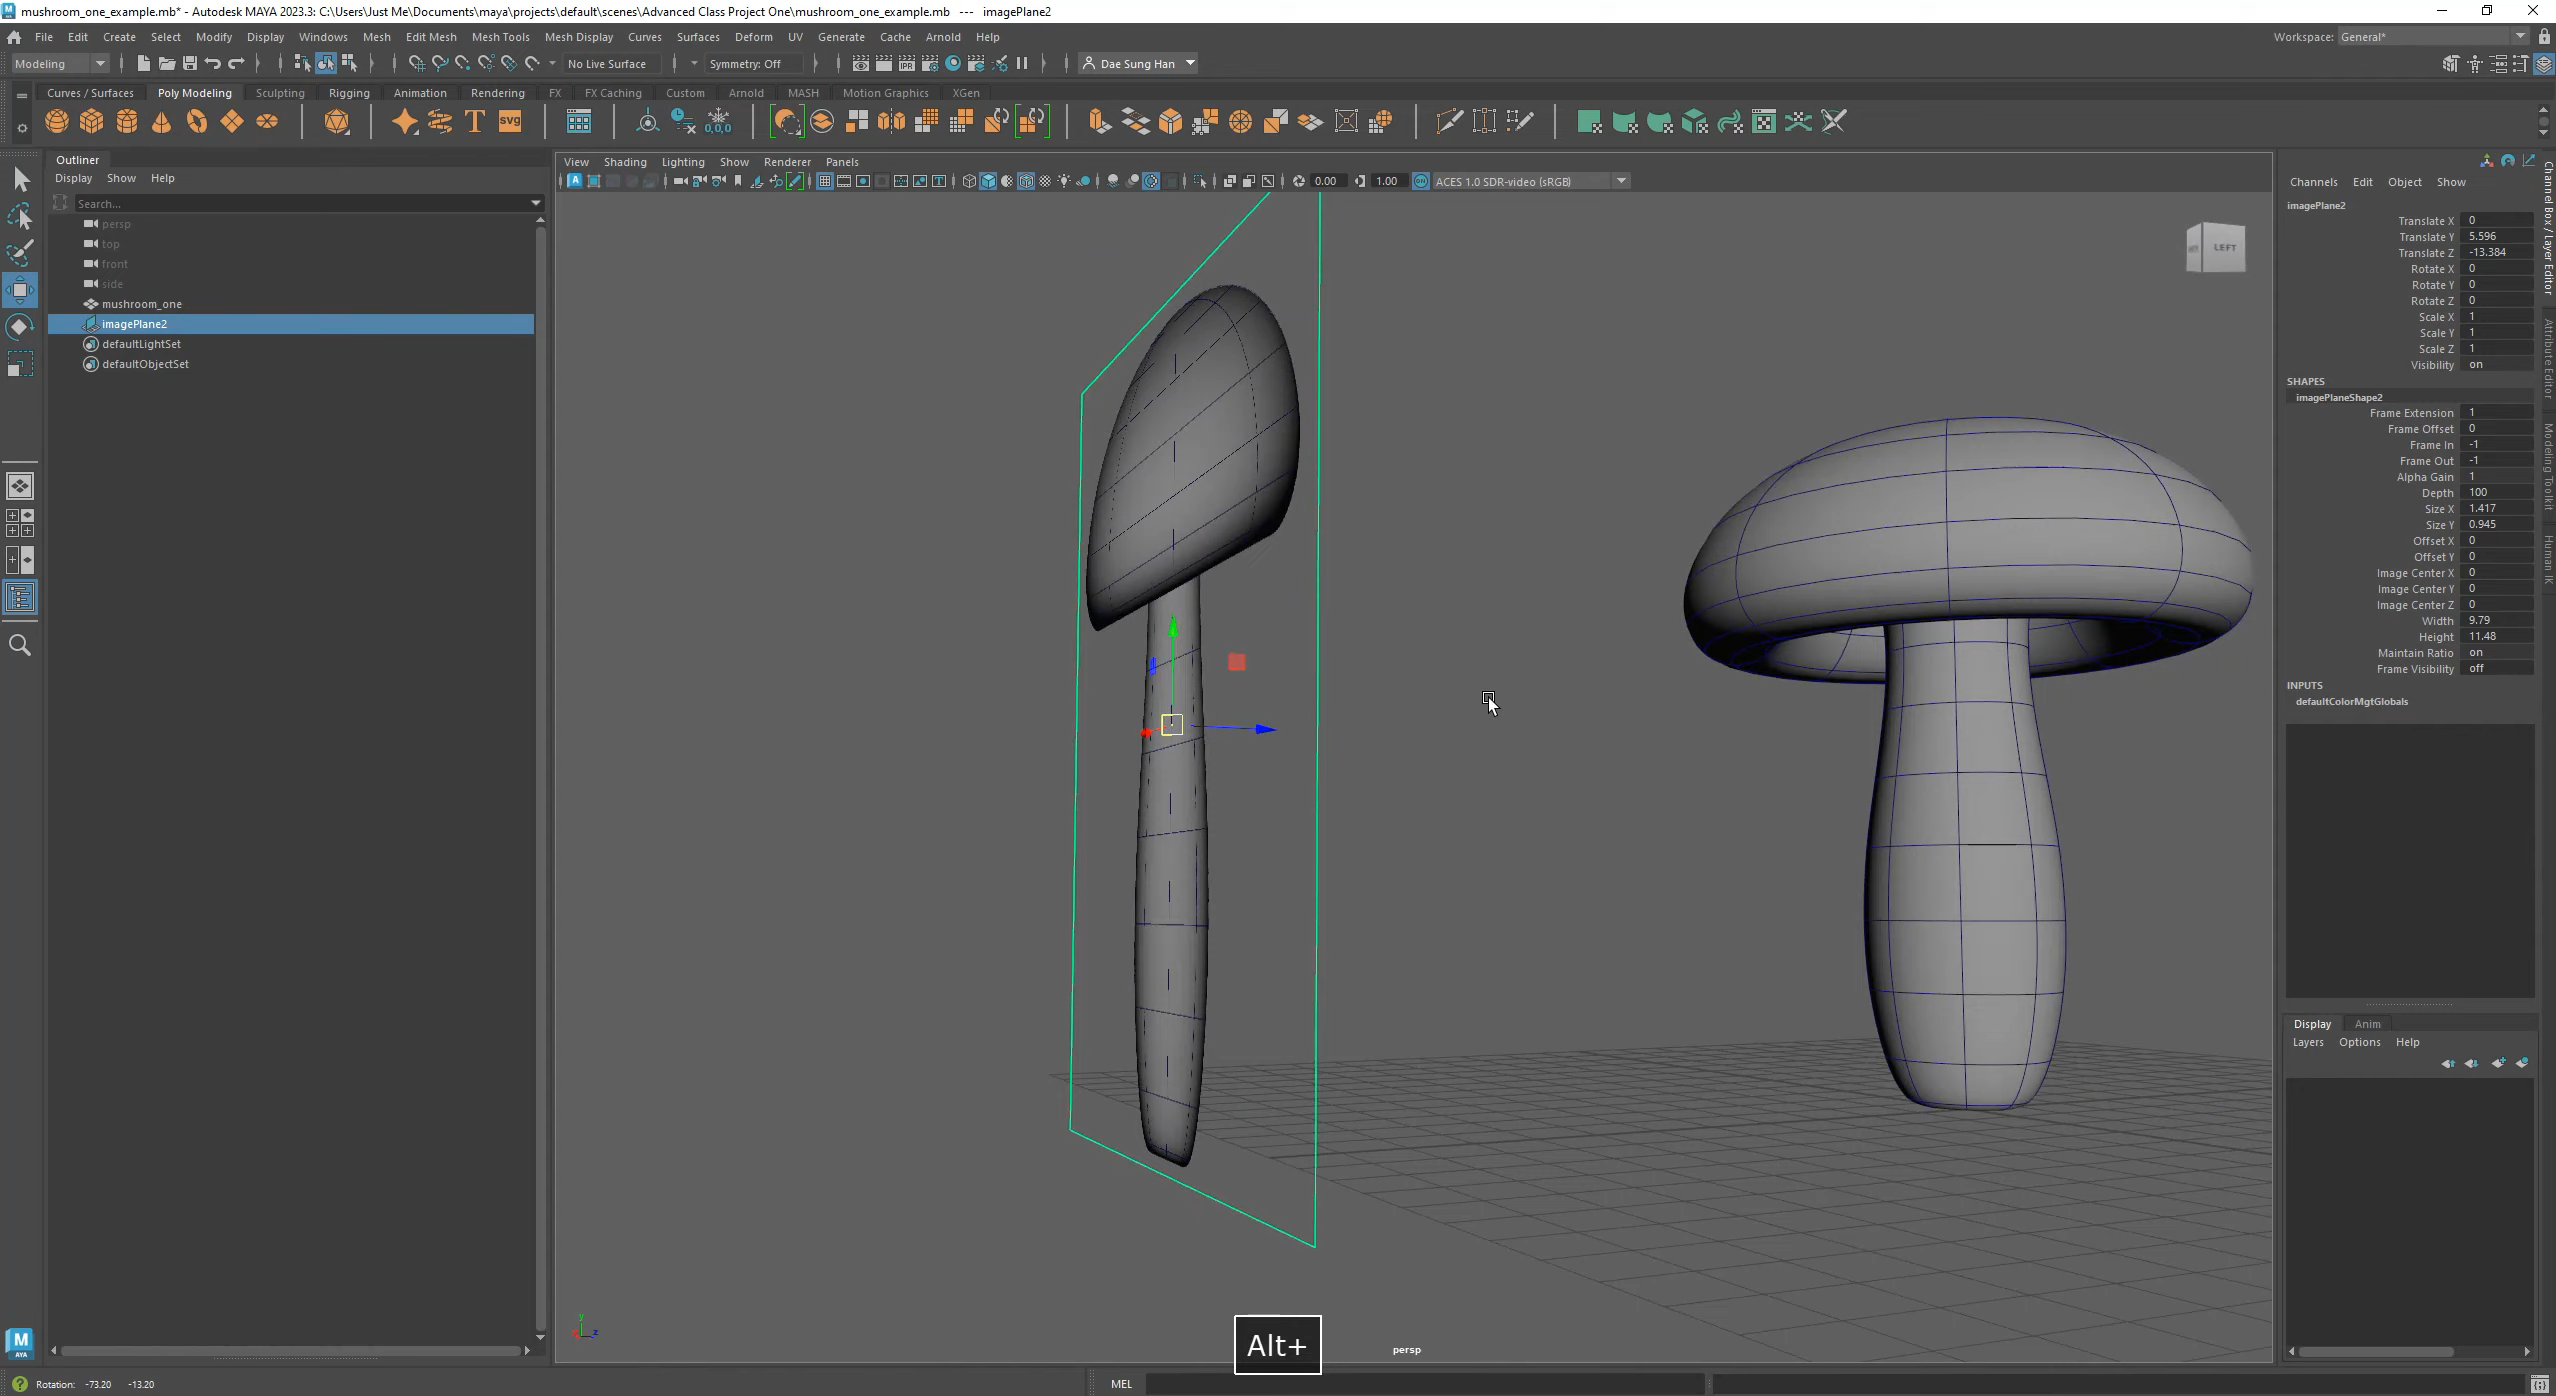 mushroom_one_example.mb* - Autodesk MAYA 2023.3: C:\Users\Just Me\Documents\maya\projects\default\scenes\Advanced Class Project One\mushroom_one_example.mb --- imagePlane2
File Edit Create Select Modify Display Windows Mesh Edit Mesh Mesh Tools Mesh Display Curves Surfaces Deform UV Generate Cache Arnold Help Workspace: General*
Modeling No Live Surface Symmetry: Off Dae Sung Han
Curves / Surfaces Poly Modeling Sculpting Rigging Animation Rendering FX FX Caching Custom Arnold MASH Motion Graphics XGen
Outliner
Display Show Help
Search...
persp
top
front
side
mushroom_one
imagePlane2
defaultLightSet
defaultObjectSet
View Shading Lighting Show Renderer Panels
0.00 1.00 ACES 1.0 SDR-video (sRGB)
LEFT
Alt+
persp
Channels Edit Object Show
imagePlane2
Translate X 0
Translate Y 5.596
Translate Z -13.384
Rotate X 0
Rotate Y 0
Rotate Z 0
Scale X 1
Scale Y 1
Scale Z 1
Visibility on
SHAPES
imagePlaneShape2
Frame Extension 1
Frame Offset 0
Frame In -1
Frame Out -1
Alpha Gain 1
Depth 100
Size X 1.417
Size Y 0.945
Offset X 0
Offset Y 0
Image Center X 0
Image Center Y 0
Image Center Z 0
Width 9.79
Height 11.48
Maintain Ratio on
Frame Visibility off
INPUTS
defaultColorMgtGlobals
Display Anim
Layers Options Help
Channel Box / Layer Editor
Attribute Editor
Modeling Toolkit
Human IK
Rotation: -73.20 -13.20
MEL